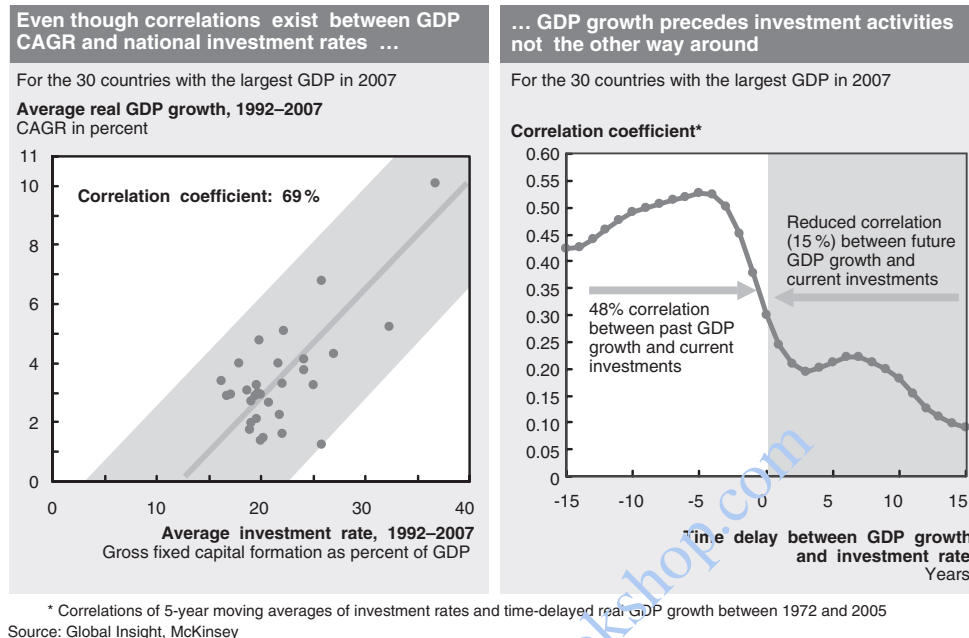 Even though correlations exist between GDP
CAGR and national investment rates ...
For the 30 countries with the largest GDP in 2007
Average real GDP growth, 1992–2007
CAGR in percent
11
10
8
6
4
2
0
Correlation coefficient: 69 %
0
10
20
30
40
Average investment rate, 1992–2007
Gross fixed capital formation as percent of GDP
... GDP growth precedes investment activities
not the other way around
For the 30 countries with the largest GDP in 2007
Correlation coefficient*
0.60
0.55
0.50
0.45
0.40
0.35
0.30
0.25
0.20
0.15
0.10
0.05
0
48% correlation
between past GDP
growth and current
investments
Reduced correlation
(15 %) between future
GDP growth and
current investments
-15
-10
-5
0
5
10
15
Time delay between GDP growth
and investment rate
Years
* Correlations of 5-year moving averages of investment rates and time-delayed real GDP growth between 1972 and 2005
Source: Global Insight, McKinsey
okshop.com